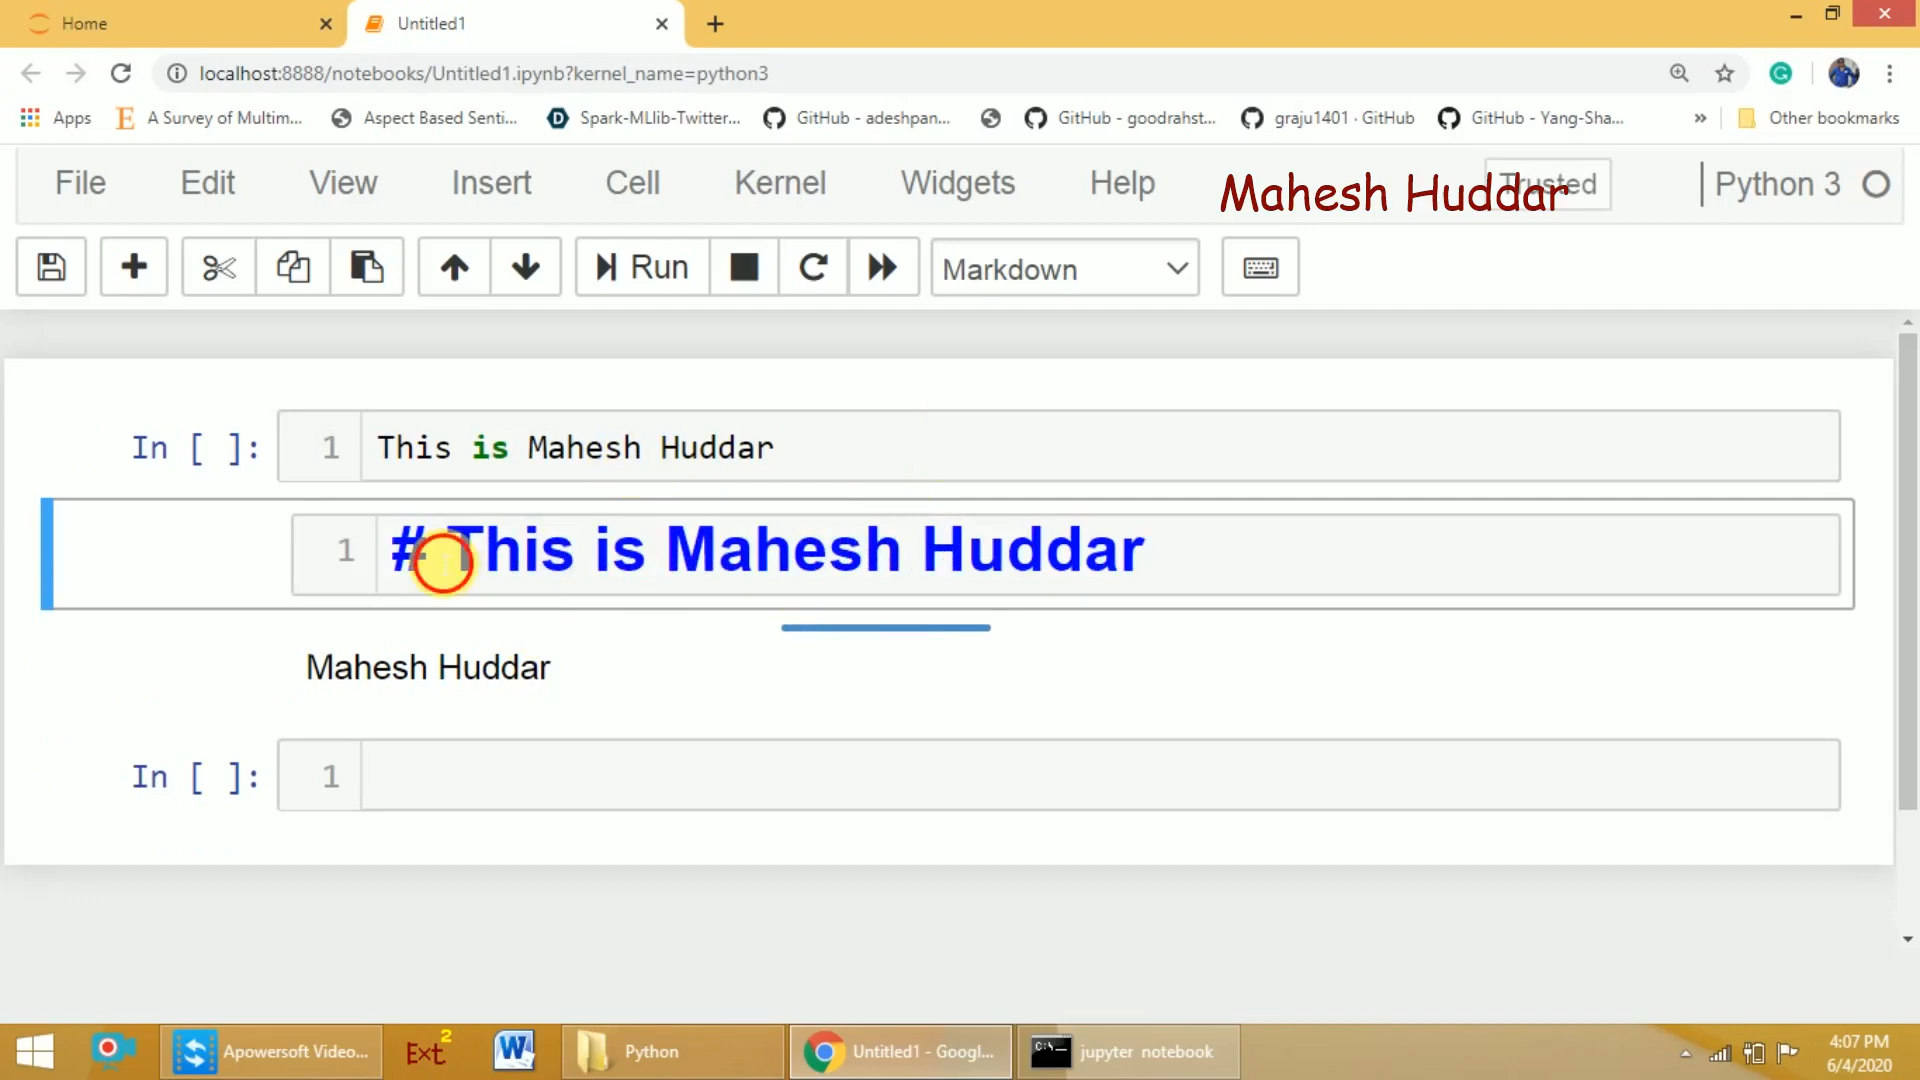 Home
Untitled1
localhost:8888/notebooks/Untitled1.ipynb?kernel_name=python3
Apps
A Survey of Multim...
Aspect Based Senti...
Spark-MLlib-Twitter...
GitHub - adeshpan...
GitHub - goodrahst...
graju1401 · GitHub
GitHub - Yang-Sha...
»
Other bookmarks
File Edit View Insert Cell Kernel Widgets Help
Mahesh Huddar
Trusted
Python 3
Run
Markdown
In [ ]:
1 This is Mahesh Huddar
1 # This is Mahesh Huddar
Mahesh Huddar
In [ ]:
1
Apowersoft Video...
Ext2
W
Python
Untitled1 - Googl...
C:\-
jupyter notebook
4:07 PM
6/4/2020